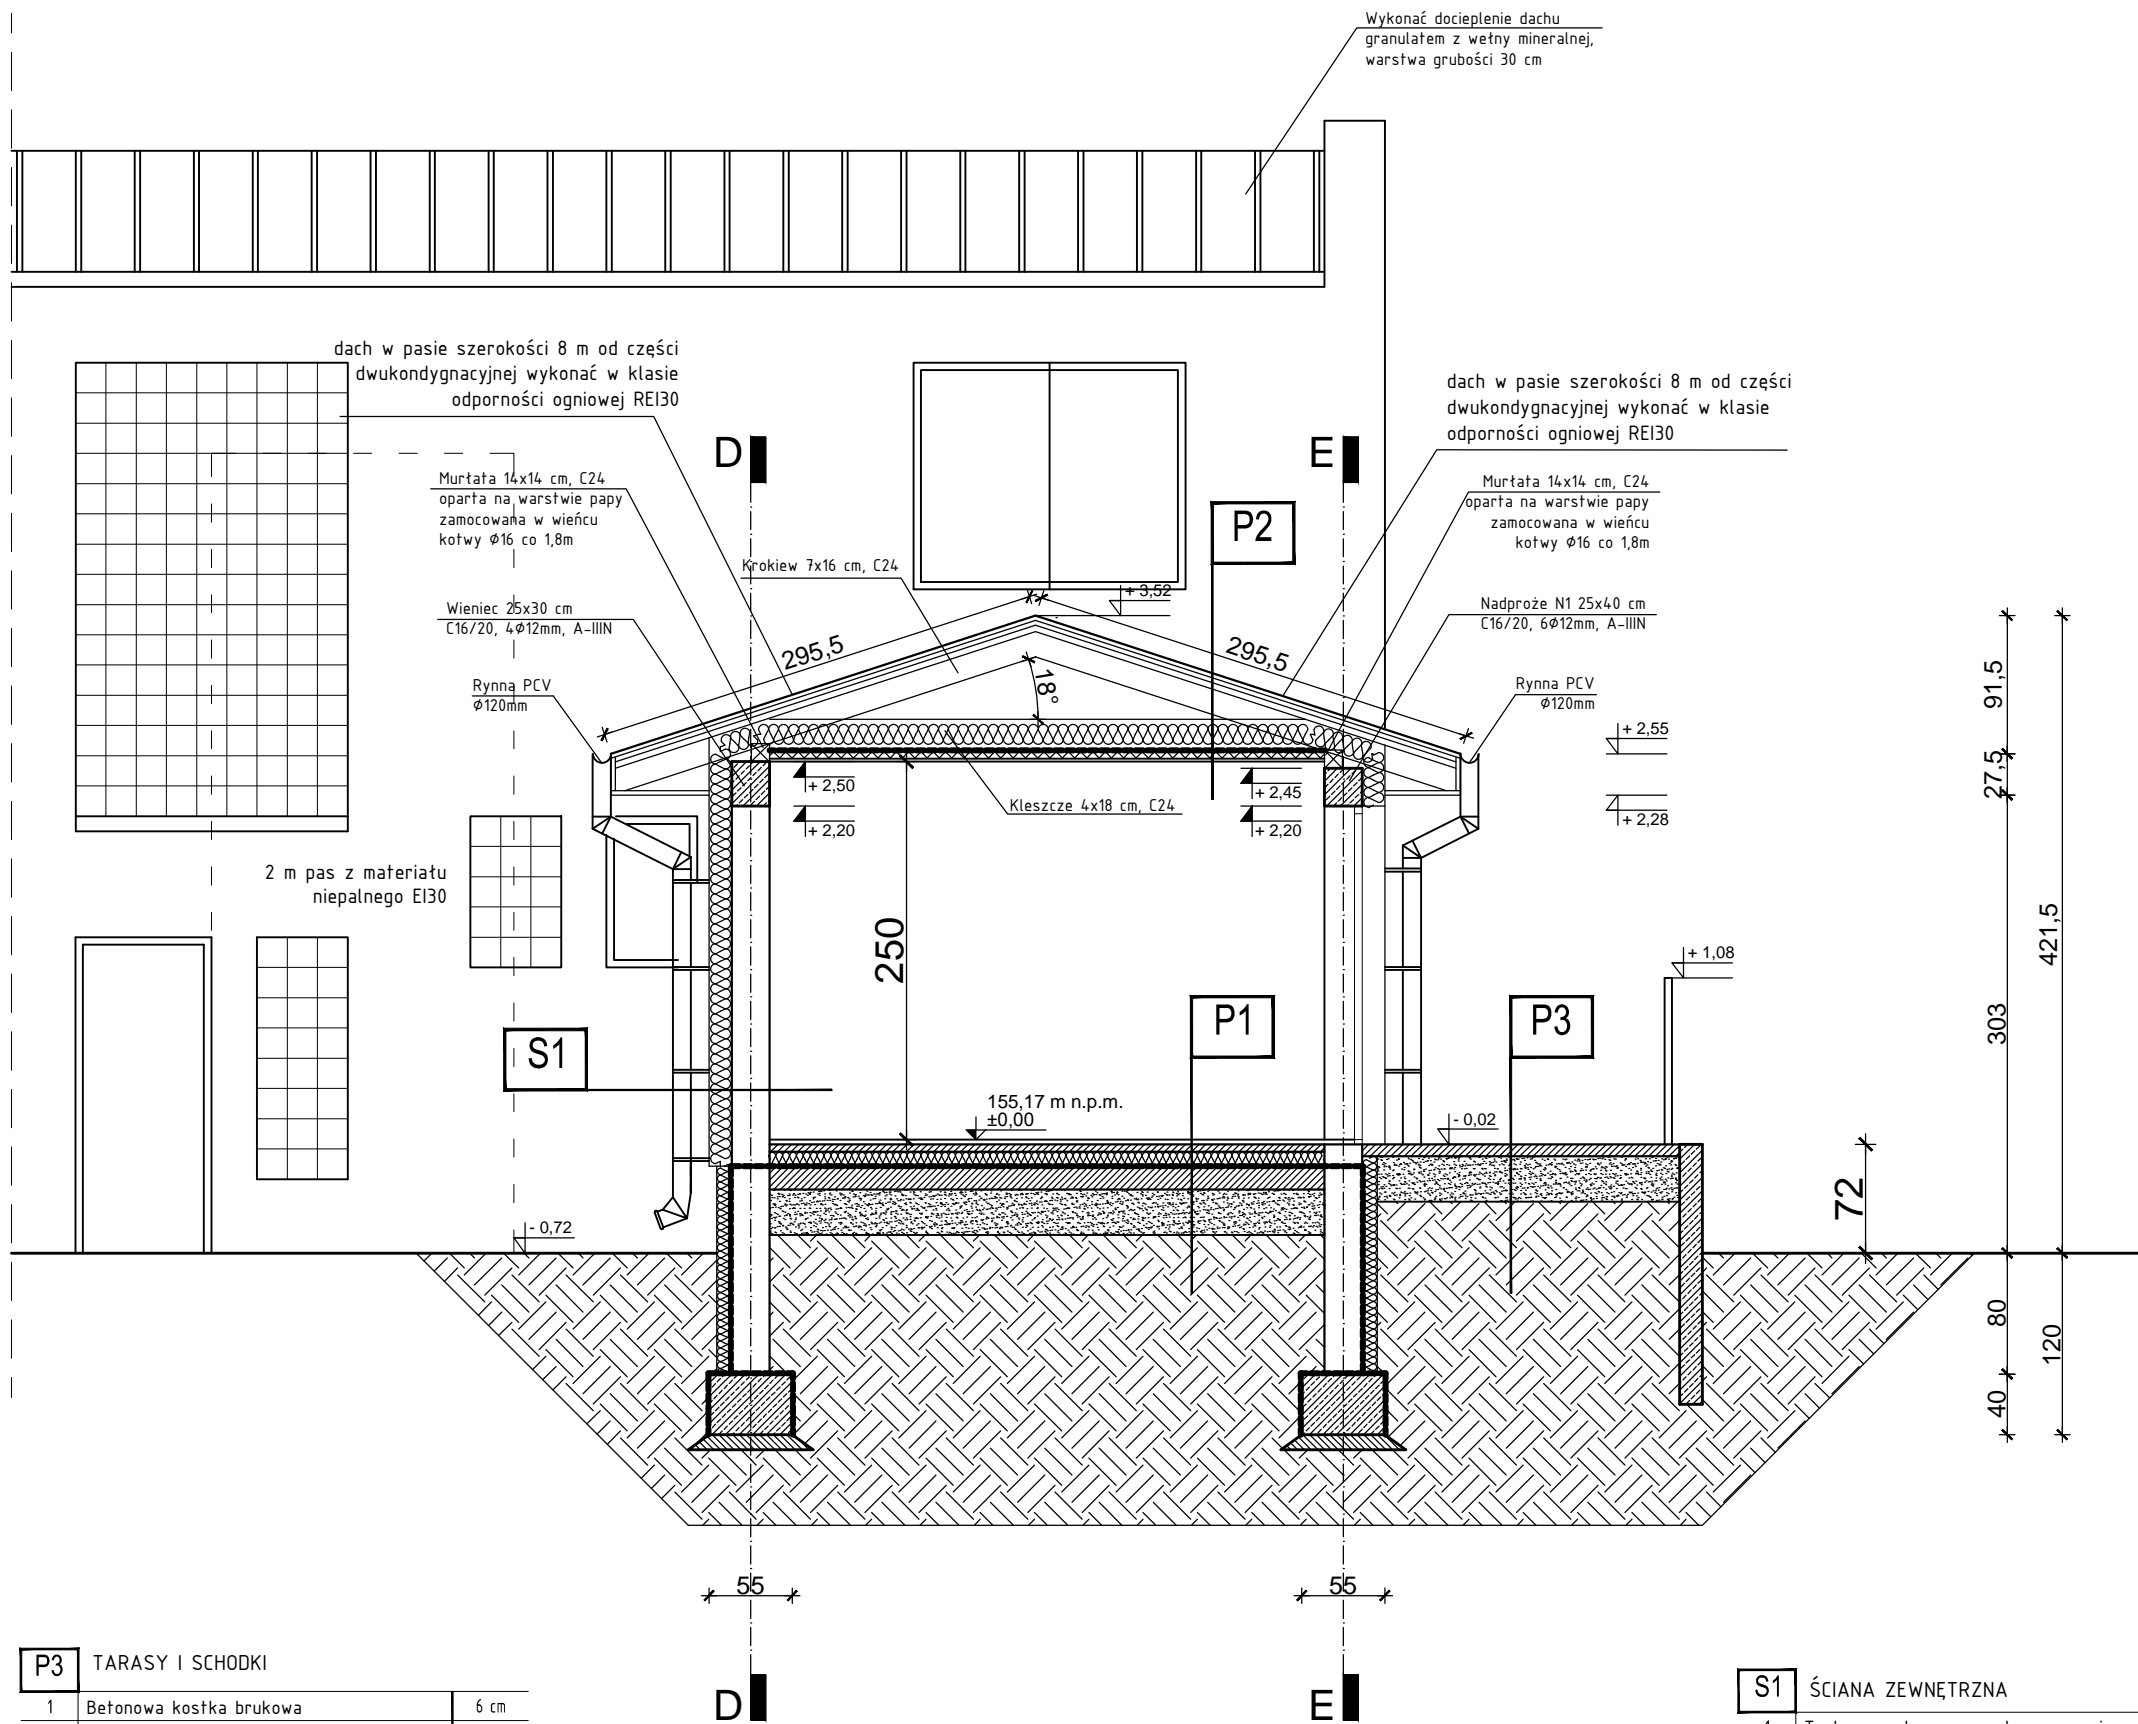 Wykonać docieplenie dachu
granulatem z wełny mineralnej,
warstwa grubości 30 cm
dach w pasie szerokości 8 m od części
dwukondygnacyjnej wykonać w klasie
odporności ogniowej REI30
dach w pasie szerokości 8 m od części
dwukondygnacyjnej wykonać w klasie
odporności ogniowej REI30
D
E
Murłata 14x14 cm, C24
oparta na warstwie papy
zamocowana w wieńcu
kotwy Ø16 co 1,8m
Murłata 14x14 cm, C24
oparta na warstwie papy
zamocowana w wieńcu
kotwy Ø16 co 1,8m
P2
Krokiew 7x16 cm, C24
+ 3,52
Wieniec 25x30 cm
C16/20, 4Ø12mm, A-IIIN
Nadproże N1 25x40 cm
C16/20, 6Ø12mm, A-IIIN
295,5
295,5
18°
Rynna PCV
Ø120mm
Rynna PCV
Ø120mm
91,5
+ 2,55
27,5
+ 2,50
+ 2,45
Kleszcze 4x18 cm, C24
+ 2,20
+ 2,20
+ 2,28
2 m pas z materiału
niepalnego EI30
250
421,5
+ 1,08
303
S1
P1
P3
155,17 m n.p.m.
±0,00
- 0,02
72
- 0,72
80
120
40
55
55
D
E
P3 TARASY I SCHODKI
1 Betonowa kostka brukowa 6 cm
S1 ŚCIANA ZEWNĘTRZNA